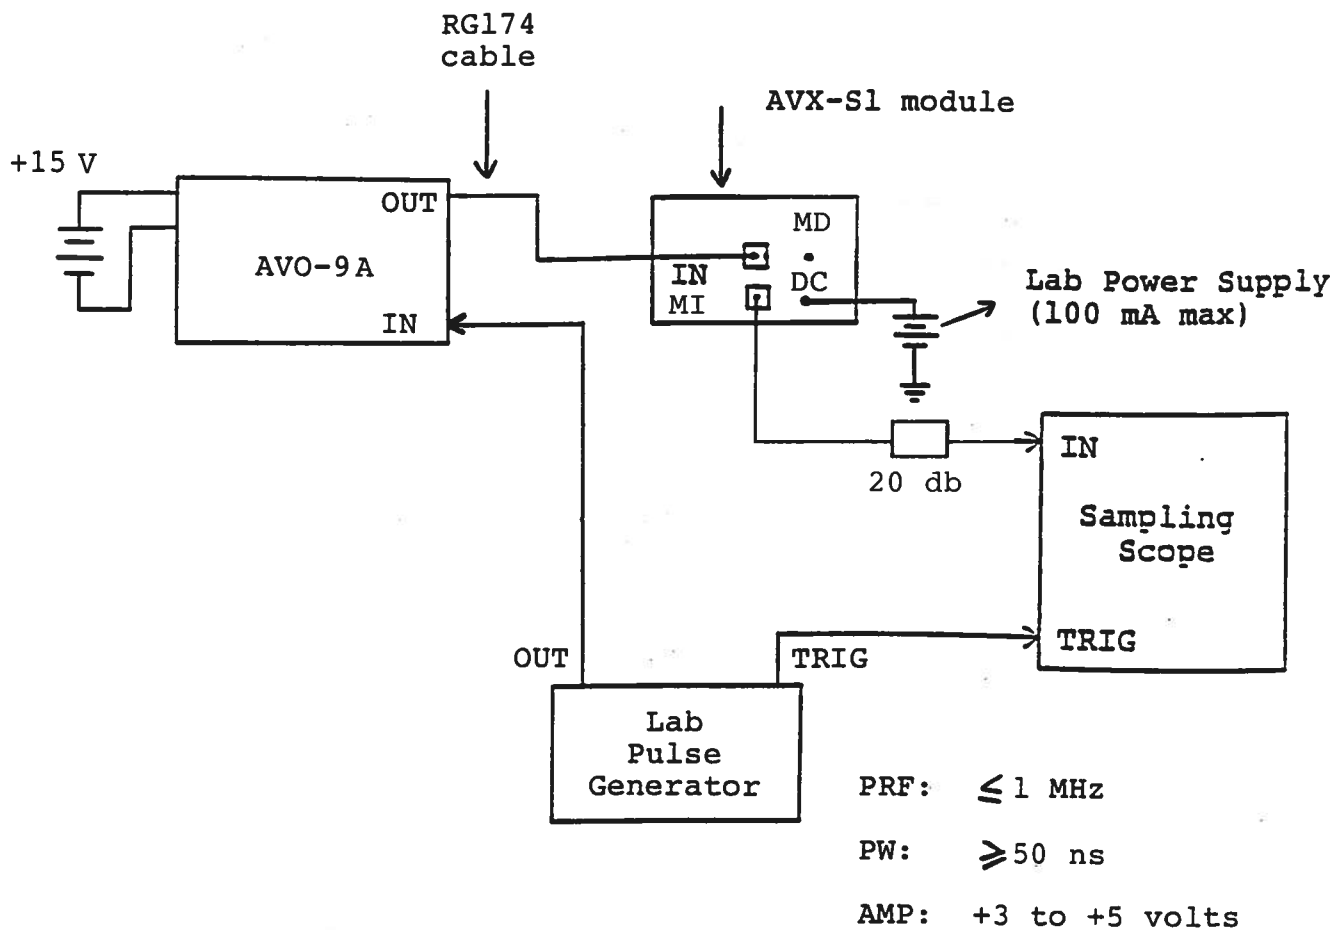 RG174
cable
AVX-S1 module
+15 V
OUT
AVO-9A
IN
MD
IN
DC
MI
Lab Power Supply
(100 mA max)
20 db
IN
Sampling
Scope
TRIG
OUT
TRIG
Lab
Pulse
Generator
PRF: ≤ 1 MHz
PW: ⩾ 50 ns
AMP: +3 to +5 volts